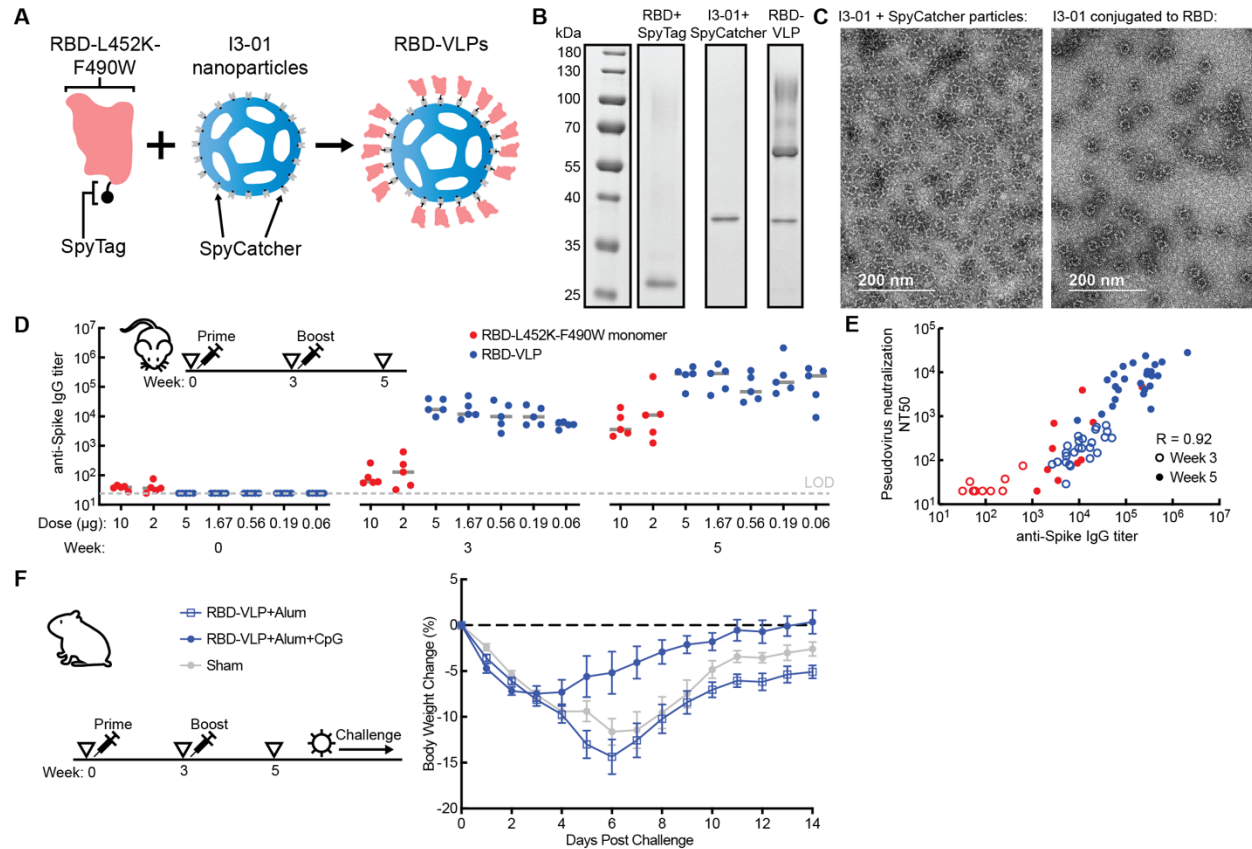 A
RBD-L452K-
F490W
I3-01
nanoparticles
RBD-VLPs
SpyTag
SpyCatcher
B
RBD+
SpyTag
I3-01+
SpyCatcher
RBD-
VLP
kDa
180
130
100
70
55
40
35
25
C
I3-01 + SpyCatcher particles:
I3-01 conjugated to RBD:
200 nm
200 nm
D
anti-Spike IgG titer
10⁷
10⁶
10⁵
10⁴
10³
10²
10¹
Prime
Boost
Week: 0 3 5
RBD-L452K-F490W monomer
RBD-VLP
LOD
Dose (µg): 10 2 5 1.67 0.56 0.19 0.06 10 2 5 1.67 0.56 0.19 0.06 10 2 5 1.67 0.56 0.19 0.06
Week: 0 3 5
E
Pseudovirus neutralization
NT50
10⁵
10⁴
10³
10²
10¹
R = 0.92
Week 3
Week 5
10¹ 10² 10³ 10⁴ 10⁵ 10⁶ 10⁷
anti-Spike IgG titer
F
RBD-VLP+Alum
RBD-VLP+Alum+CpG
Sham
Prime
Boost
Challenge
Week: 0 3 5
Body Weight Change (%)
5
0
-5
-10
-15
-20
0 2 4 6 8 10 12 14
Days Post Challenge